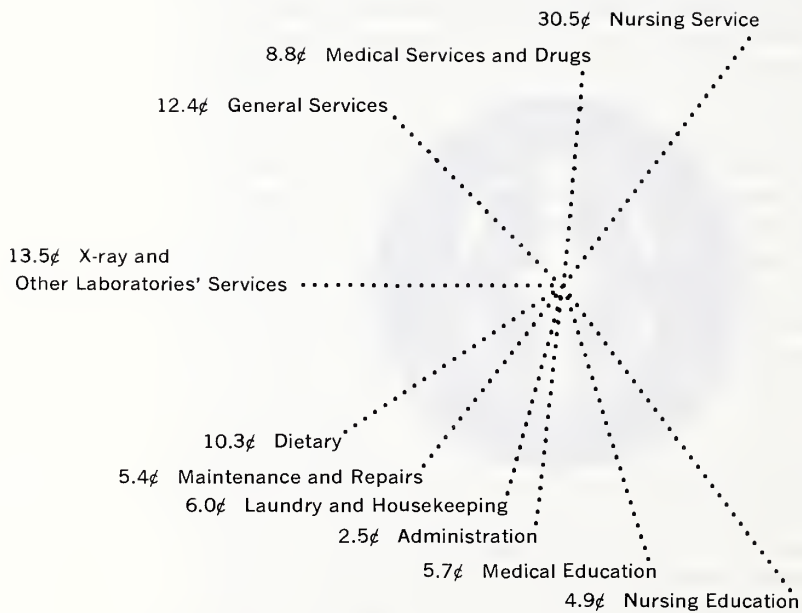 30.5¢ Nursing Service
8.8¢ Medical Services and Drugs
12.4¢ General Services
13.5¢ X-ray and
Other Laboratories' Services
10.3¢ Dietary
5.4¢ Maintenance and Repairs
6.0¢ Laundry and Housekeeping
2.5¢ Administration
5.7¢ Medical Education
4.9¢ Nursing Education